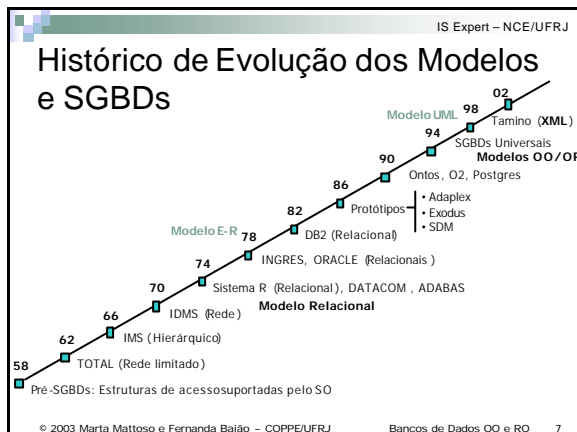 IS Expert – NCE/UFRJ
Histórico de Evolução dos Modelos
e SGBDs
02
Tamino (XML)
98
Modelo UML
SGBDs Universais
94
Modelos OO/OR
90
Ontos, O2, Postgres
86
Protótipos
• Adaplex
• Exodus
• SDM
82
DB2 (Relacional)
Modelo E-R
78
INGRES, ORACLE (Relacionais)
74
Sistema R (Relacional), DATACOM, ADABAS
Modelo Relacional
70
IDMS (Rede)
66
IMS (Hierárquico)
62
TOTAL (Rede limitado)
58
Pré-SGBDs: Estruturas de acessosuportadas pelo SO
© 2003 Marta Mattoso e Fernanda Baião – COPPE/UFRJ
Bancos de Dados OO e RO 7